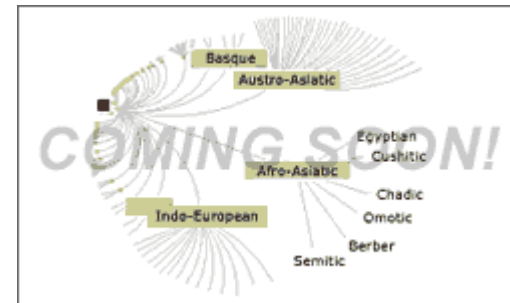 Basque
Austro-Asiatic
COMING SOON!
Egyptian
Cushitic
Afro-Asiatic
Chadic
Omotic
Indo-European
Berber
Semitic